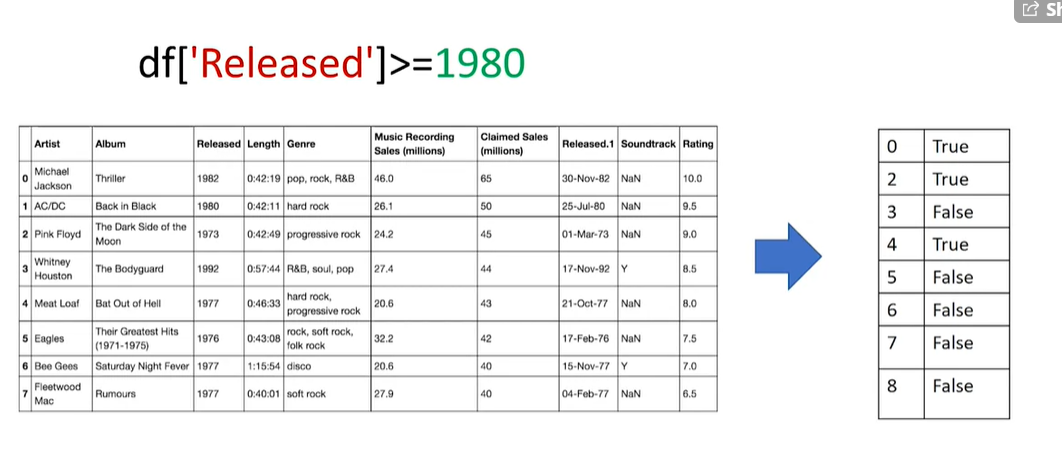 Sh
df['Released']>=1980
Artist Album Released Length Genre Music Recording Sales (millions) Claimed Sales (millions) Released.1 Soundtrack Rating
0 Michael Jackson Thriller 1982 0:42:19 pop, rock, R&B 46.0 65 30-Nov-82 NaN 10.0
1 AC/DC Back in Black 1980 0:42:11 hard rock 26.1 50 25-Jul-80 NaN 9.5
2 Pink Floyd The Dark Side of the Moon 1973 0:42:49 progressive rock 24.2 45 01-Mar-73 NaN 9.0
3 Whitney Houston The Bodyguard 1992 0:57:44 R&B, soul, pop 27.4 44 17-Nov-92 Y 8.5
4 Meat Loaf Bat Out of Hell 1977 0:46:33 hard rock, progressive rock 20.6 43 21-Oct-77 NaN 8.0
5 Eagles Their Greatest Hits (1971-1975) 1976 0:43:08 rock, soft rock, folk rock 32.2 42 17-Feb-76 NaN 7.5
6 Bee Gees Saturday Night Fever 1977 1:15:54 disco 20.6 40 15-Nov-77 Y 7.0
7 Fleetwood Mac Rumours 1977 0:40:01 soft rock 27.9 40 04-Feb-77 NaN 6.5
0 True
2 True
3 False
4 True
5 False
6 False
7 False
8 False